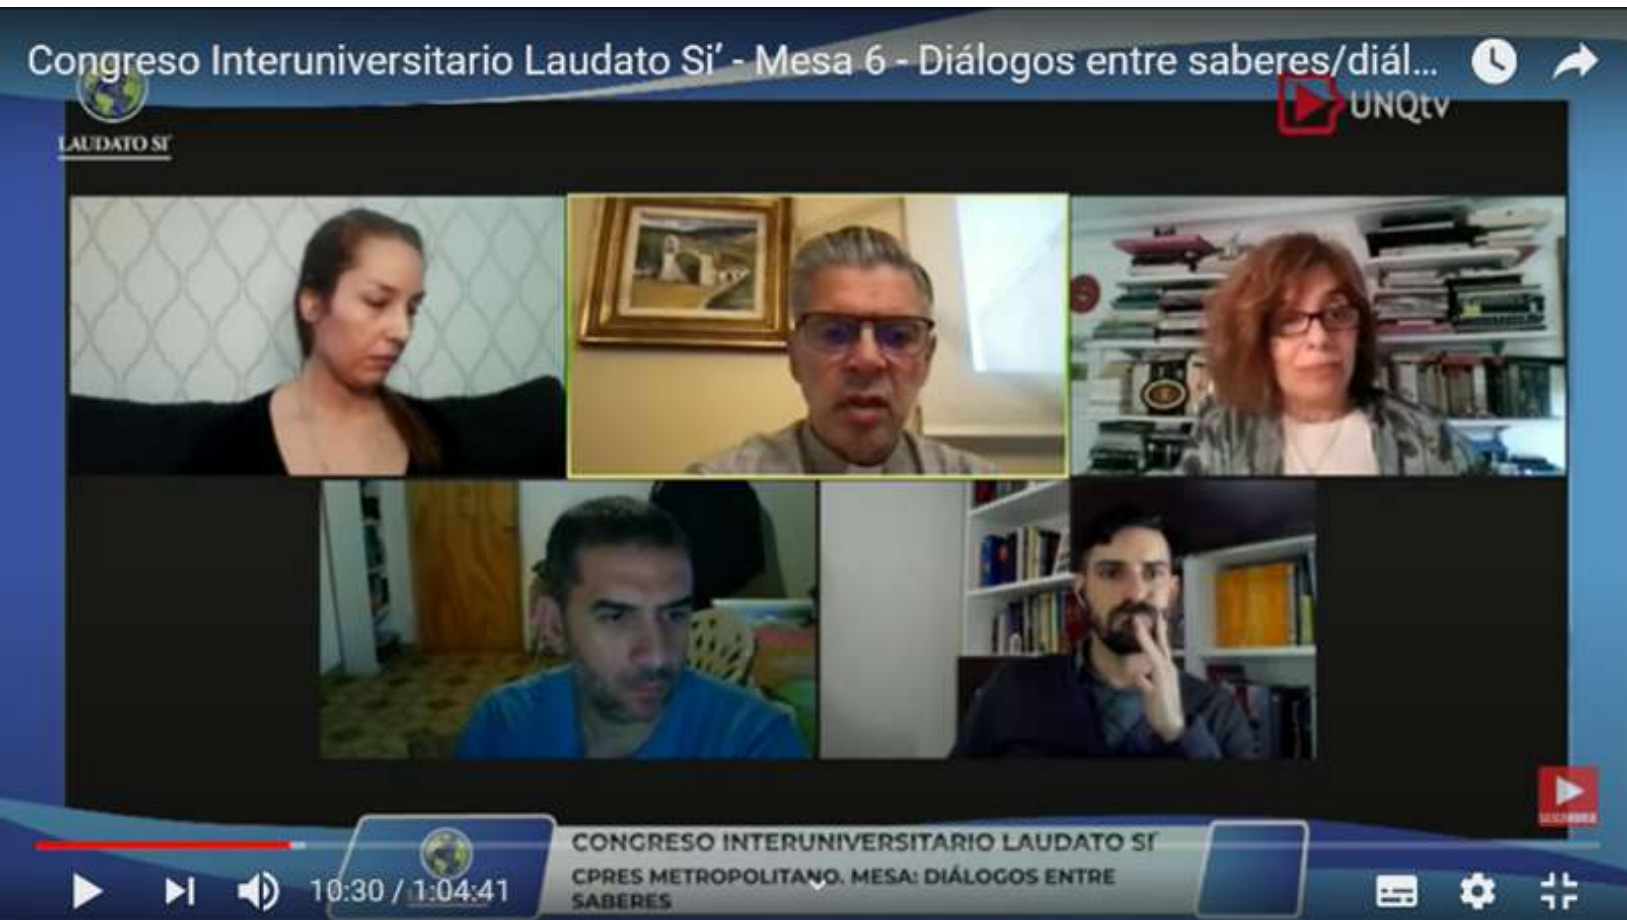 Congreso Interuniversitario Laudato Si’ - Mesa 6 - Diálogos entre saberes/diál...
UNQtv
LAUDATO SI'
CONGRESO INTERUNIVERSITARIO LAUDATO SI´
CPRES METROPOLITANO. MESA: DIÁLOGOS ENTRE
SABERES
10:30 / 1:04:41